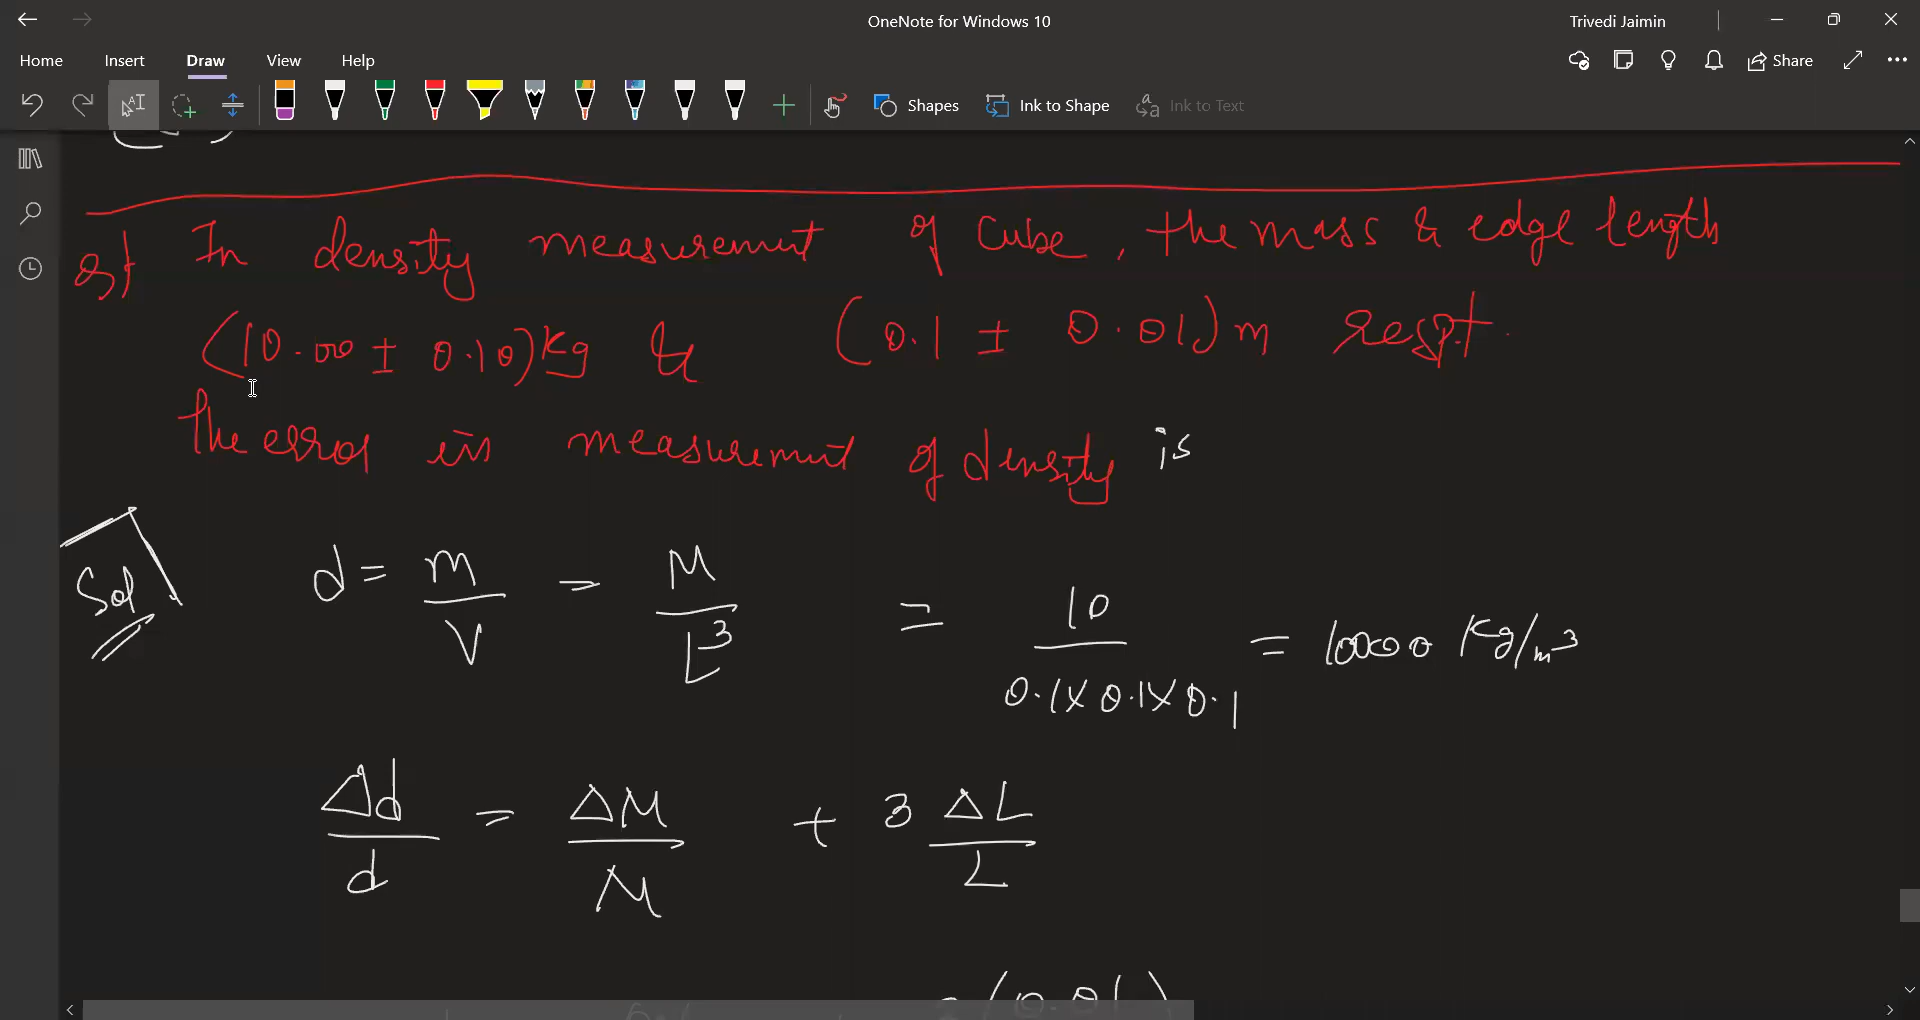 OneNote for Windows 10
Trivedi Jaimin
Home Insert Draw View Help
Share
Shapes Ink to Shape Ink to Text
In density measurement of cube, the mass & edge length
(10.00 ± 0.10)kg & (0.1 ± 0.01)m respt.
the error in measurement of density is
Sol
d = m/V = M/L³ = 10/(0.1×0.1×0.1) = 10000 Kg/m³
Δd/d = ΔM/M + 3 ΔL/L
(0.01)